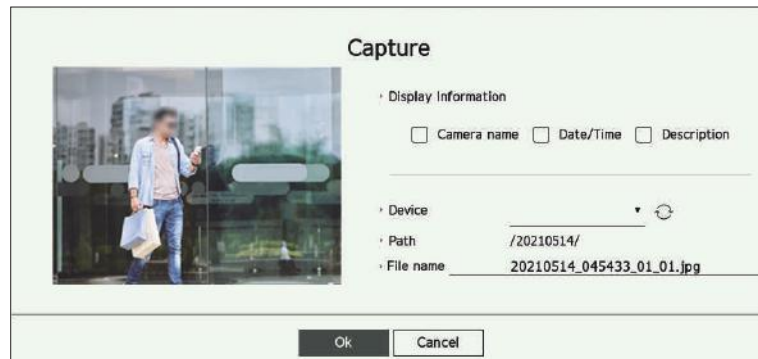 Capture
Display Information
Camera name Date/Time Description
Device
Path /20210514/
File name 20210514_045433_01_01.jpg
Ok Cancel